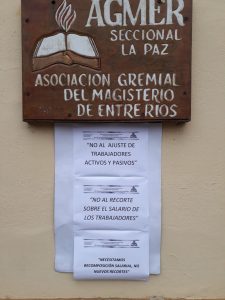 AGMER
SECCIONAL
LA PAZ
ASOCIACION GREMIAL
DEL MAGISTERIO
DE ENTRE RIOS
"NO AL AJUSTE DE
TRABAJADORES
ACTIVOS Y PASIVOS"
"NO AL RECORTE
SOBRE EL SALARIO DE
LOS TRABAJADORES"
"NECESITAMOS
RECOMPOSICIÓN SALARIAL, NO
NUEVOS RECORTES"